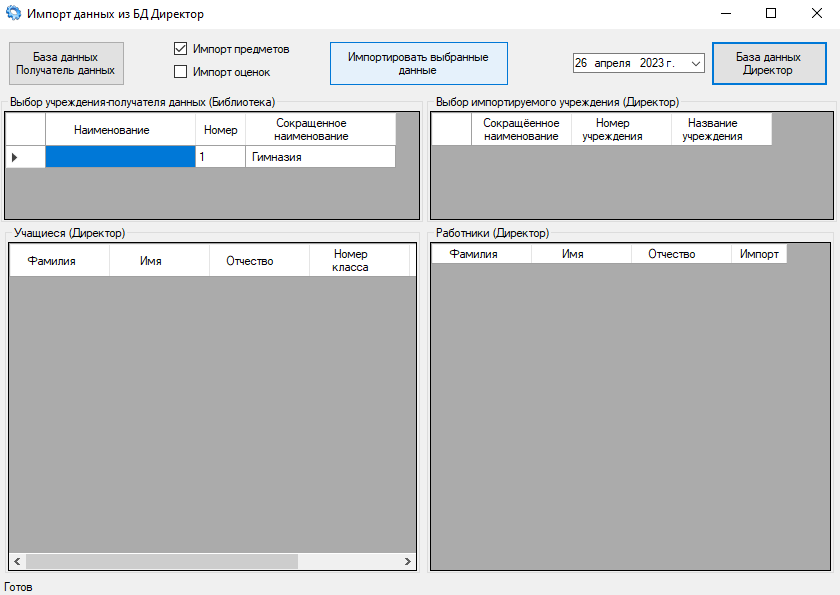 Импорт данных из БД Директор
База данных
Получатель данных
Импорт предметов
Импорт оценок
Импортировать выбранные
данные
26 апреля 2023 г.
База данных
Директор
Выбор учреждения-получателя данных (Библиотека)
Наименование
Номер
Сокращенное
наименование
1
Гимназия
Выбор импортируемого учреждения (Директор)
Сокращённое
наименование
Номер
учреждения
Название
учреждения
Учащиеся (Директор)
Фамилия
Имя
Отчество
Номер
класса
Работники (Директор)
Фамилия
Имя
Отчество
Импорт
Готов